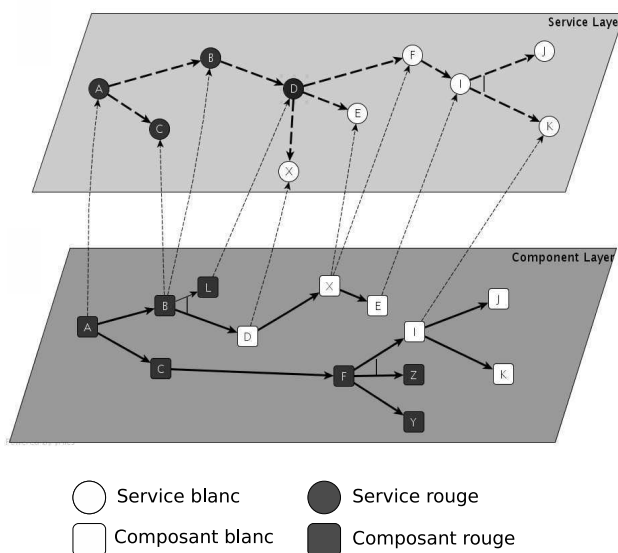 Service Laye
B
F
J
A
I
D
E
C
K
X
Component Layer
X
L
J
B
E
A
I
D
C
F
Z
K
Y
Service blanc
Service rouge
Composant blanc
Composant rouge